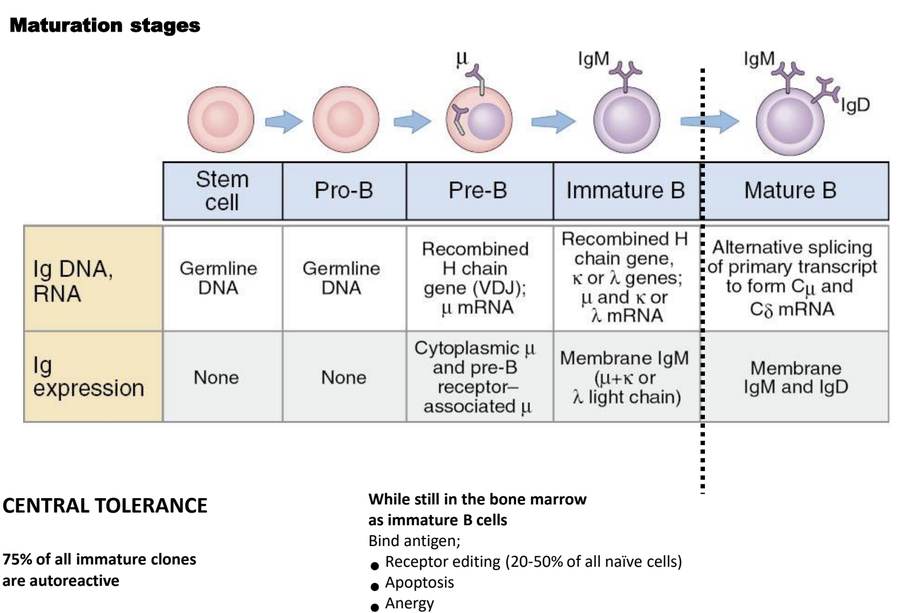 Maturation stages
μ
IgM
IgM
IgD
Stem
cell
Pro-B
Pre-B
Immature B
Mature B
Ig DNA,
RNA
Germline
DNA
Germline
DNA
Recombined
H chain
gene (VDJ);
μ mRNA
Recombined H
chain gene,
κ or λ genes;
μ and κ or
λ mRNA
Alternative splicing
of primary transcript
to form Cμ and
Cδ mRNA
Ig
expression
None
None
Cytoplasmic μ
and pre-B
receptor–
associated μ
Membrane IgM
(μ+κ or
λ light chain)
Membrane
IgM and IgD
CENTRAL TOLERANCE
75% of all immature clones
are autoreactive
While still in the bone marrow
as immature B cells
Bind antigen;
● Receptor editing (20-50% of all naïve cells)
● Apoptosis
● Anergy